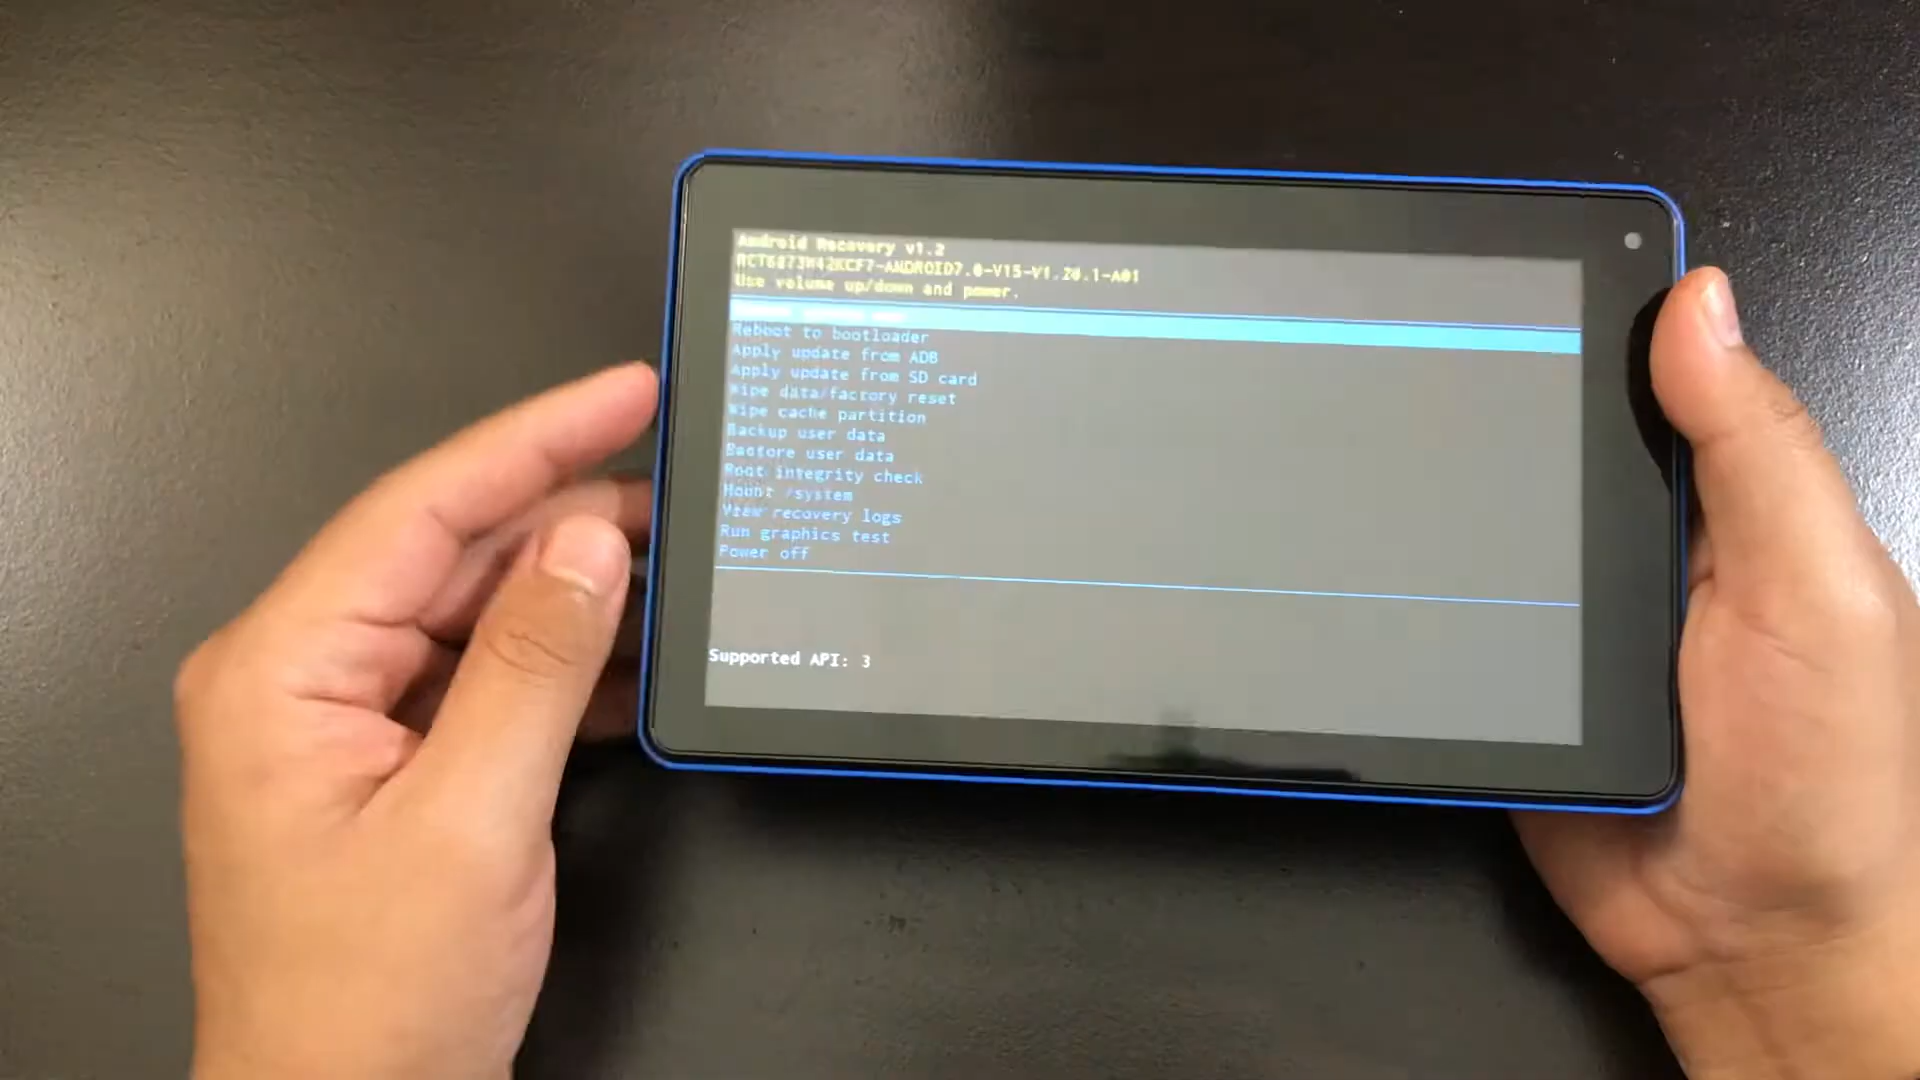 Android Recovery v1.2
RCT6873W42KCF7-ANDROID7.0-V15-V1.20.1-A01
Use volume up/down and power.
Reboot to bootloader
Apply update from ADB
Apply update from SD card
Wipe data/factory reset
Wipe cache partition
Backup user data
Restore user data
Root integrity check
Mount /system
View recovery logs
Run graphics test
Power off
Supported API: 3